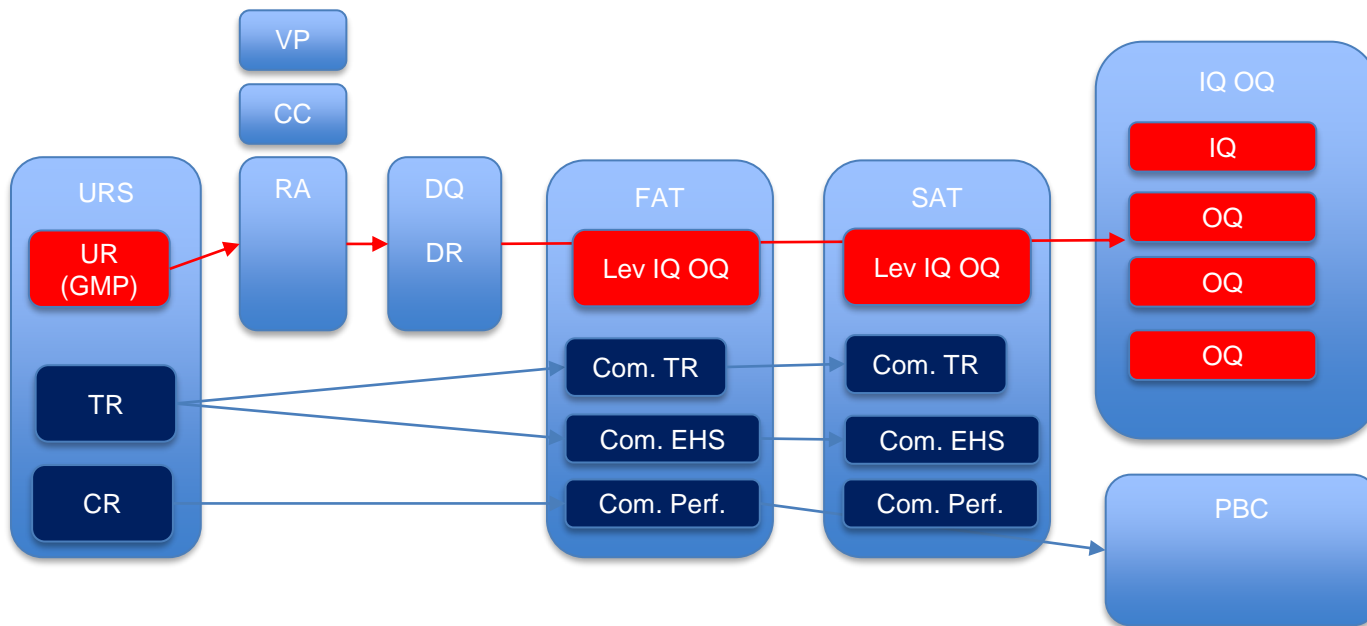 VP
CC
URS
UR
(GMP)
TR
CR
RA
DQ
DR
FAT
Lev IQ OQ
Com. TR
Com. EHS
Com. Perf.
SAT
Lev IQ OQ
Com. TR
Com. EHS
Com. Perf.
IQ OQ
IQ
OQ
OQ
OQ
PBC